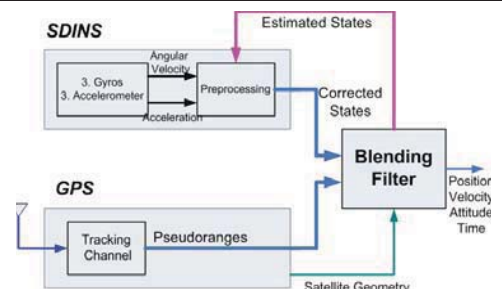 Estimated States
SDINS
Angular
Velocity
3. Gyros
3. Accelerometer
Preprocessing
Acceleration
Corrected
States
Blending
Filter
Position
Velocity
Attitude
Time
GPS
Tracking
Channel
Pseudoranges
Satellite Geometry